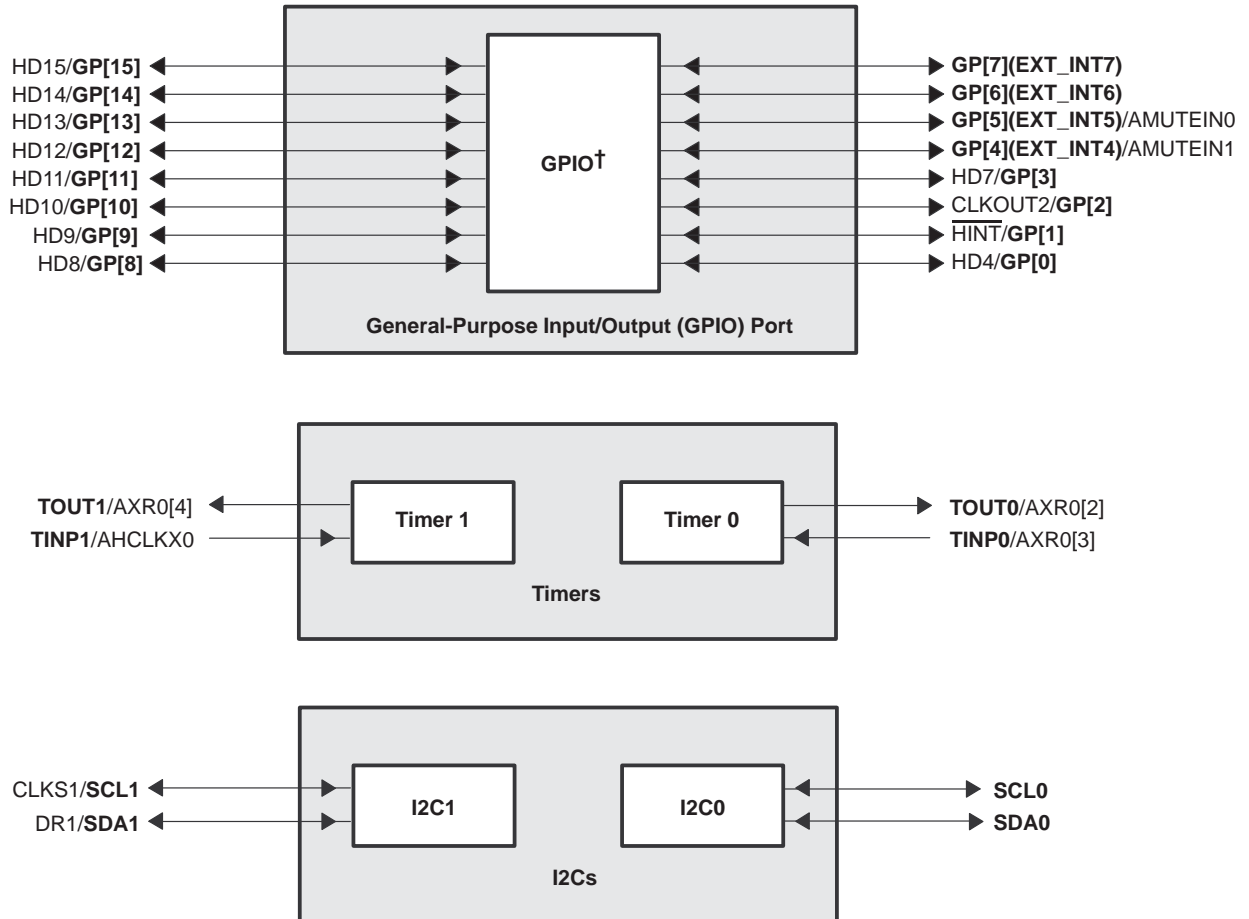 HD15/GP[15]
HD14/GP[14]
HD13/GP[13]
HD12/GP[12]
HD11/GP[11]
HD10/GP[10]
HD9/GP[9]
HD8/GP[8]
GPIO†
GP[7](EXT_INT7)
GP[6](EXT_INT6)
GP[5](EXT_INT5)/AMUTEIN0
GP[4](EXT_INT4)/AMUTEIN1
HD7/GP[3]
CLKOUT2/GP[2]
H̅I̅N̅T̅/GP[1]
HD4/GP[0]
General-Purpose Input/Output (GPIO) Port
TOUT1/AXR0[4]
TINP1/AHCLKX0
Timer 1
Timer 0
TOUT0/AXR0[2]
TINP0/AXR0[3]
Timers
CLKS1/SCL1
DR1/SDA1
I2C1
I2C0
SCL0
SDA0
I2Cs